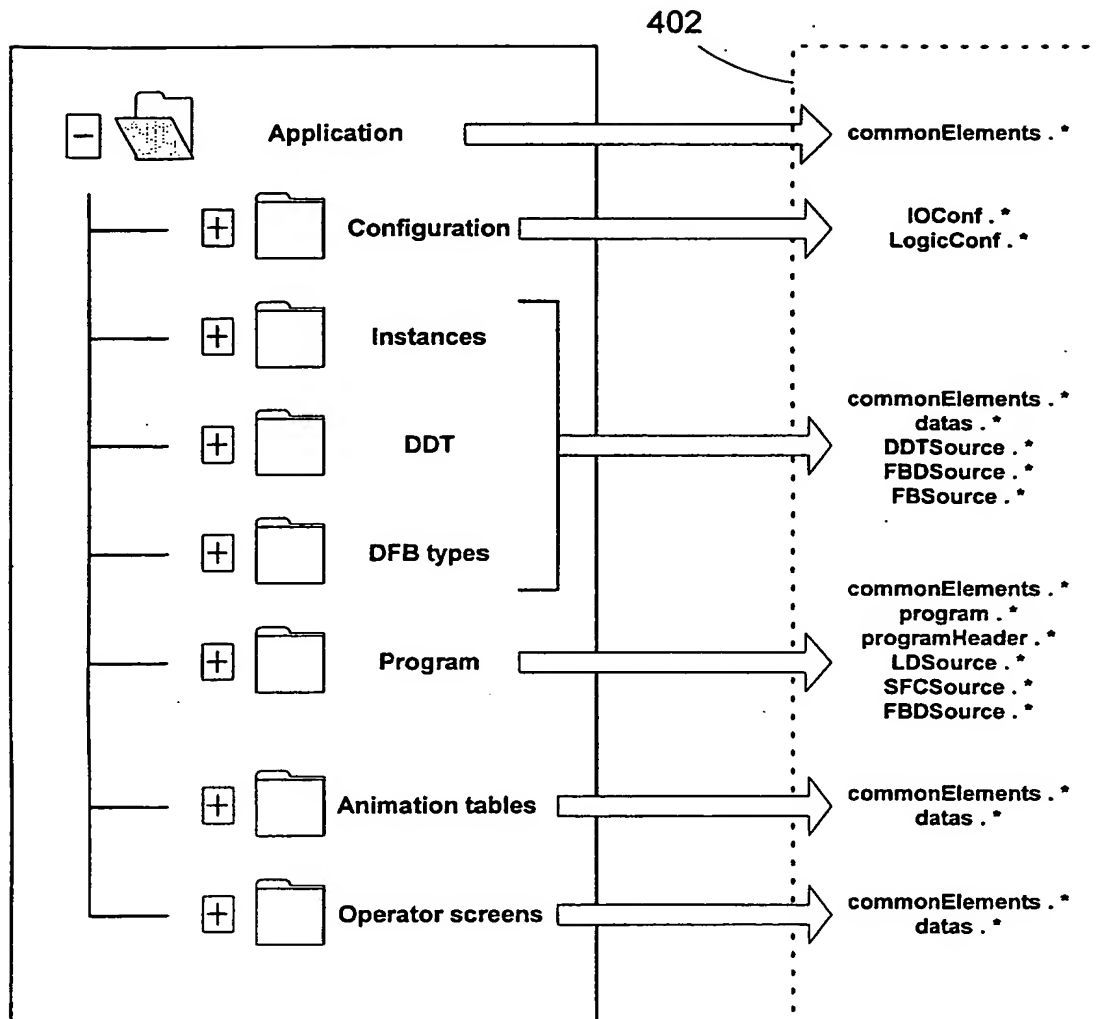 402
Application
commonElements . *
Configuration
IOConf . *
LogicConf . *
Instances
DDT
DFB types
commonElements . *
datas . *
DDTSource . *
FBDSource . *
FBSource . *
Program
commonElements . *
program . *
programHeader . *
LDSource . *
SFCSource . *
FBDSource . *
Animation tables
commonElements . *
datas . *
Operator screens
commonElements . *
datas . *